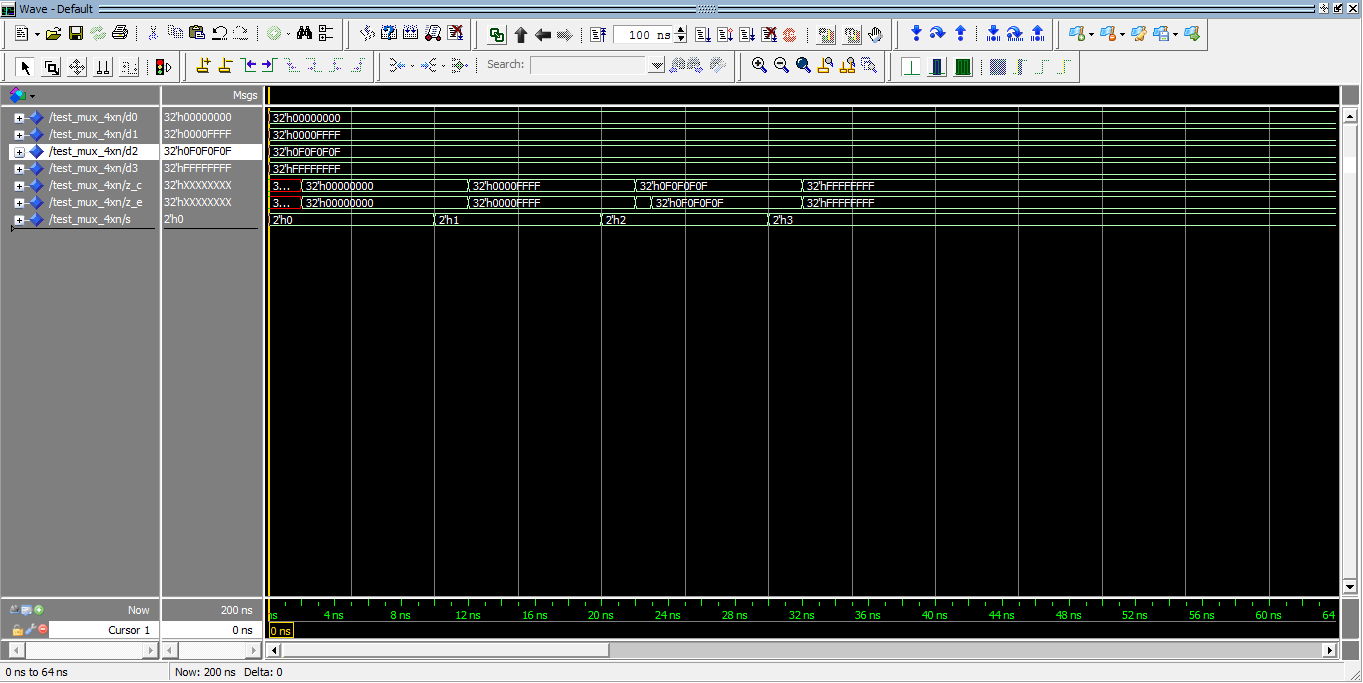 Wave - Default
100 ns
Search:
Msgs
/test_mux_4xn/d0 32'h00000000 32'h00000000
/test_mux_4xn/d1 32'h0000FFFF 32'h0000FFFF
/test_mux_4xn/d2 32'h0F0F0F0F 32'h0F0F0F0F
/test_mux_4xn/d3 32'hFFFFFFFF 32'hFFFFFFFF
/test_mux_4xn/z_c 32'hXXXXXXXX 3... 32'h00000000 32'h0000FFFF 32'h0F0F0F0F 32'hFFFFFFFF
/test_mux_4xn/z_e 32'hXXXXXXXX 3... 32'h00000000 32'h0000FFFF 32'h0F0F0F0F 32'hFFFFFFFF
/test_mux_4xn/s 2'h0 2'h0 2'h1 2'h2 2'h3
Now 200 ns ns 4 ns 8 ns 12 ns 16 ns 20 ns 24 ns 28 ns 32 ns 36 ns 40 ns 44 ns 48 ns 52 ns 56 ns 60 ns 64
Cursor 1 0 ns 0 ns
0 ns to 64 ns Now: 200 ns Delta: 0